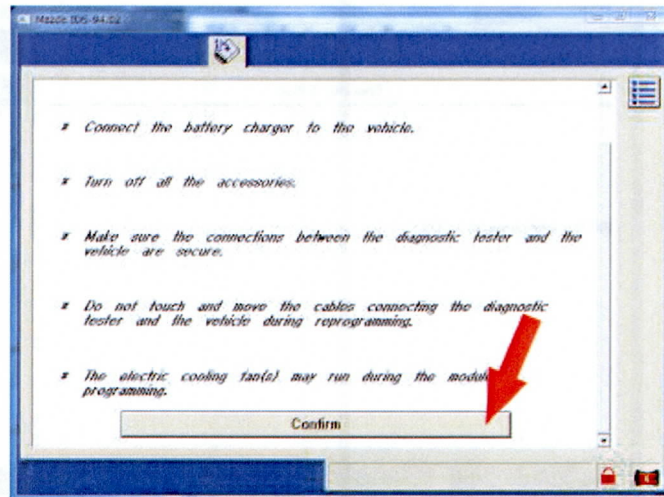 Mazda IDS-94.02
* Connect the battery charger to the vehicle.
* Turn off all the accessories.
* Make sure the connections between the diagnostic tester and the
vehicle are secure.
* Do not touch and move the cables connecting the diagnostic
tester and the vehicle during reprogramming.
* The electric cooling fan(s) may run during the module
programming.
Confirm